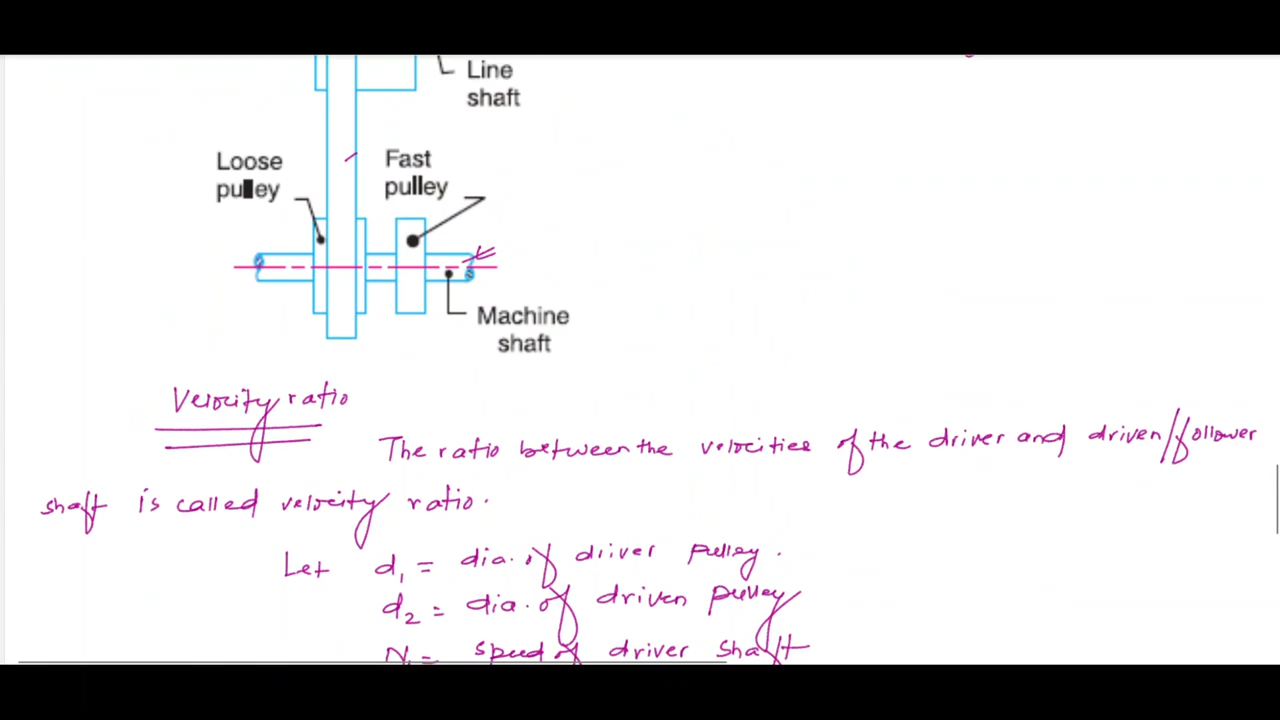 Line
shaft
Loose
pulley
Fast
pulley
Machine
shaft
Velocity ratio
The ratio between the velocities of the driver and driven/follower
shaft is called velocity ratio.
Let d₁ = dia. of driver pulley.
d₂ = dia. of driven pulley
N₁ = speed of driver shaft